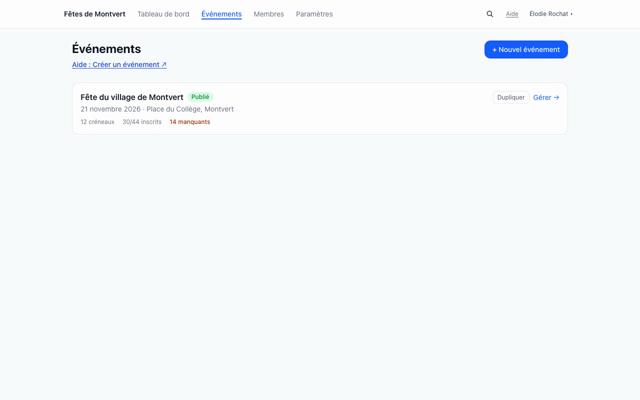 Fêtes de Montvert Tableau de bord Événements Membres Paramètres Aide Élodie Rochat
Événements
+ Nouvel événement
Aide : Créer un événement ↗
Fête du village de Montvert Publié Dupliquer Gérer →
21 novembre 2026 · Place du Collège, Montvert
12 créneaux 30/44 inscrits 14 manquants